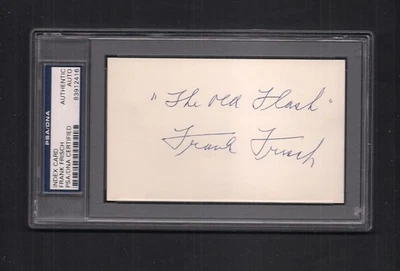 PSA/DNA
AUTHENTIC
AUTO
83912416
INDEX CARD
FRANK FRISCH
PSA/DNA CERTIFIED
"The old Flash"
Frank Frisch